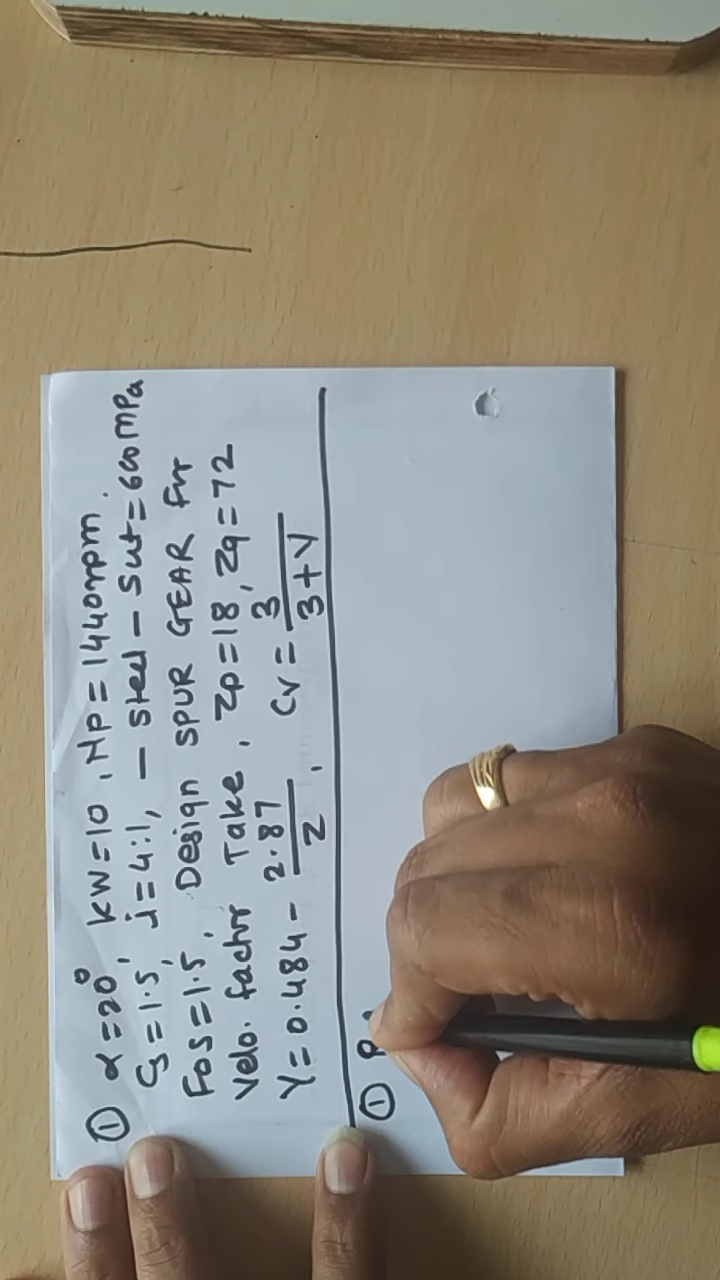 ① α=20°, kW=10, Np=1440rpm.
Cs=1.5, i=4:1, - steel - Sut=600MPa
FOS=1.5, Design SPUR GEAR for
Velo. factor Take, Zp=18, Zg=72
Y=0.484 - 2.87/Z, Cv = 3/3+V
①